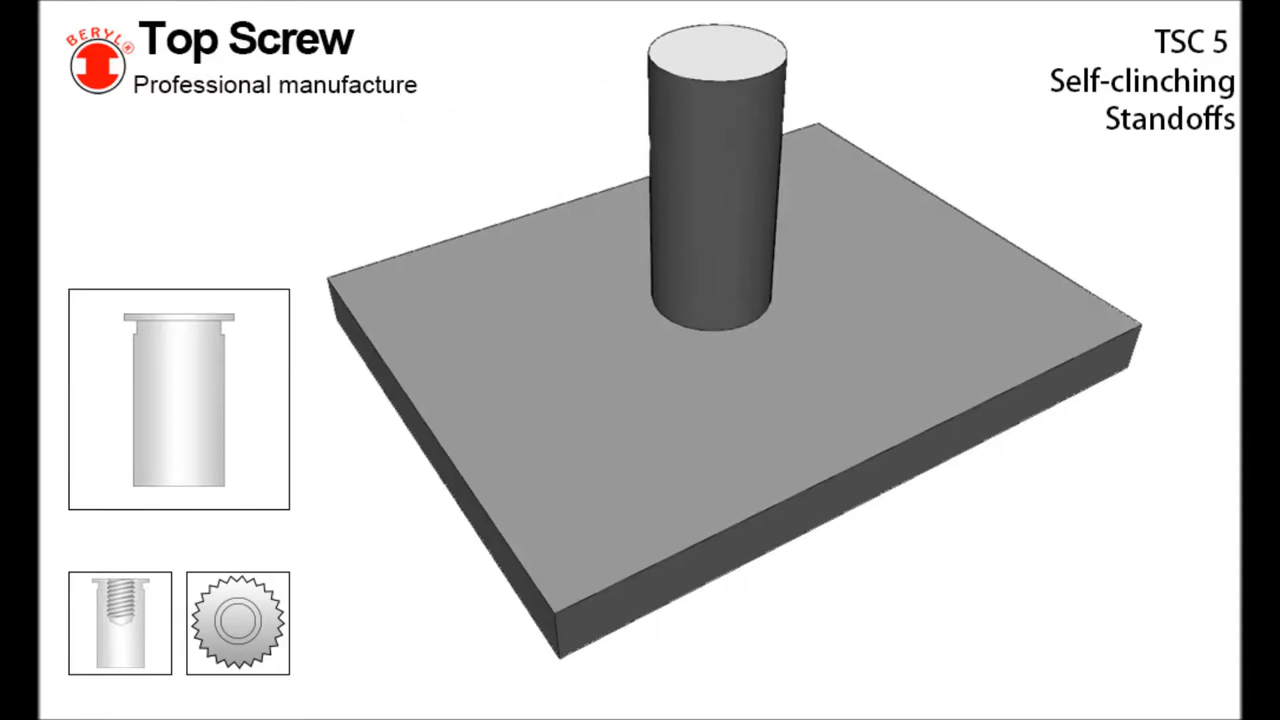 BERYL®
Top Screw
Professional manufacture
TSC 5
Self-clinching
Standoffs